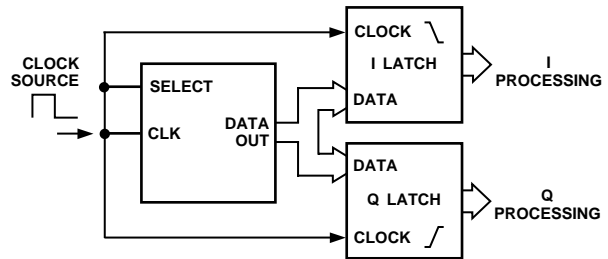 CLOCK
SOURCE
SELECT
CLK
DATA
OUT
CLOCK
I LATCH
DATA
I
PROCESSING
DATA
Q LATCH
CLOCK
Q
PROCESSING